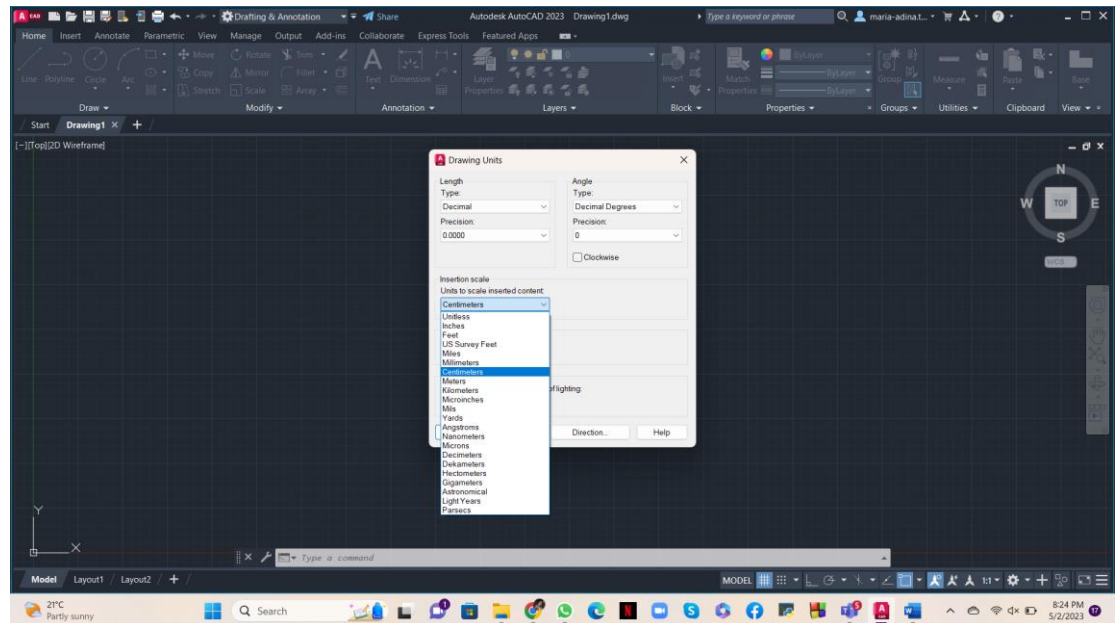 A CAD Drafting & Annotation Share Autodesk AutoCAD 2023 Drawing1.dwg Type a keyword or phrase maria-adina.t...
Home Insert Annotate Parametric View Manage Output Add-ins Collaborate Express Tools Featured Apps
Move Rotate Trim 0 ByLayer
Copy Mirror Fillet ByLayer
Line Polyline Circle Arc Stretch Scale Array Text Dimension Layer Properties Insert Match Properties ByLayer Group Measure Paste Base
Draw Modify Annotation Layers Block Properties Groups Utilities Clipboard View
Start Drawing1 +
[-][Top][2D Wireframe]
N
W TOP E
S
WCS
Drawing Units
Length Angle
Type: Type:
Decimal Decimal Degrees
Precision: Precision:
0.0000 0
Clockwise
Insertion scale
Units to scale inserted content:
Centimeters
Unitless
Inches
Feet
US Survey Feet
Miles
Millimeters
Centimeters
Meters
Kilometers of lighting:
Microinches
Mils
Yards
Angstroms
Nanometers
Microns
Decimeters
Dekameters
Hectometers
Gigameters
Astronomical
Light Years
Parsecs
Direction... Help
Y
X
Type a command
Model Layout1 Layout2 + MODEL 1:1
21°C
Partly sunny
Search
8:24 PM
5/2/2023